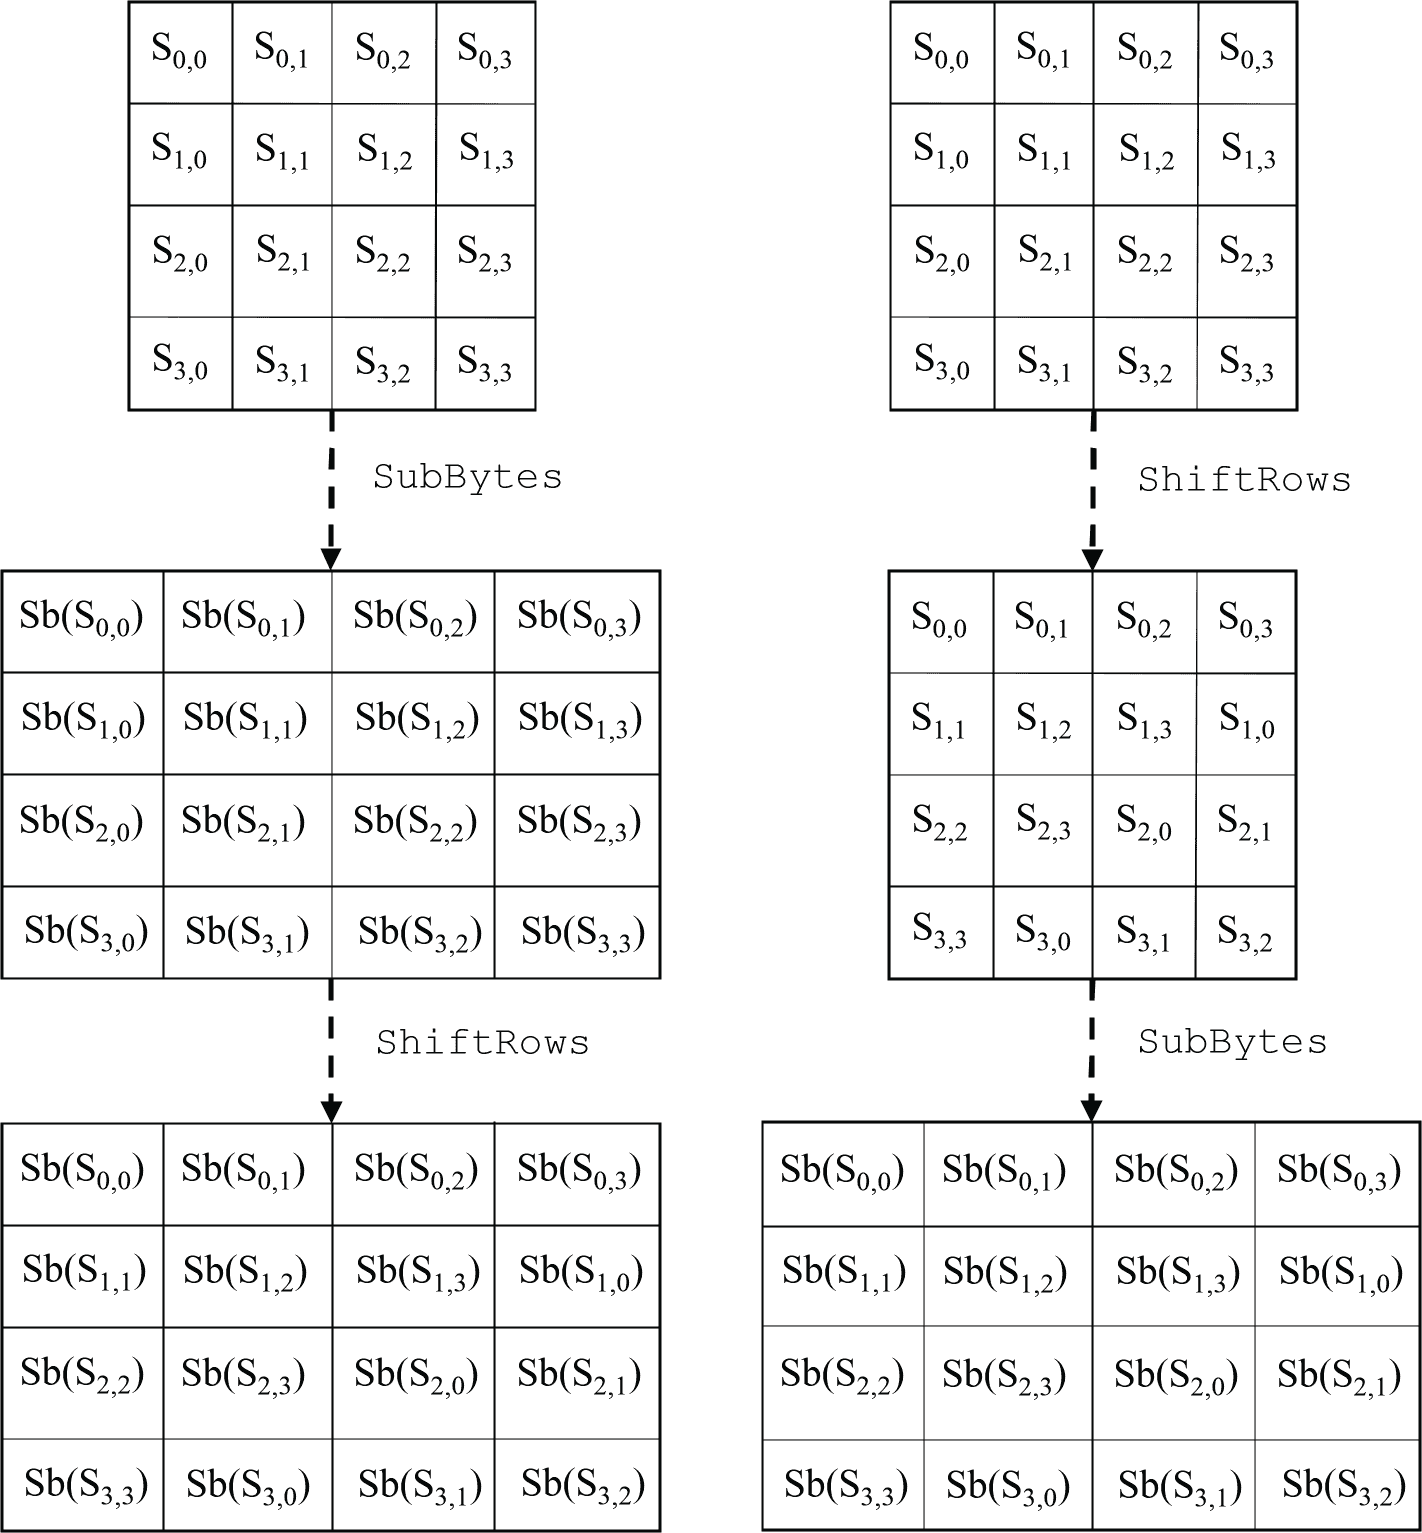 S0,0 S0,1 S0,2 S0,3
S1,0 S1,1 S1,2 S1,3
S2,0 S2,1 S2,2 S2,3
S3,0 S3,1 S3,2 S3,3
SubBytes
Sb(S0,0) Sb(S0,1) Sb(S0,2) Sb(S0,3)
Sb(S1,0) Sb(S1,1) Sb(S1,2) Sb(S1,3)
Sb(S2,0) Sb(S2,1) Sb(S2,2) Sb(S2,3)
Sb(S3,0) Sb(S3,1) Sb(S3,2) Sb(S3,3)
ShiftRows
Sb(S0,0) Sb(S0,1) Sb(S0,2) Sb(S0,3)
Sb(S1,1) Sb(S1,2) Sb(S1,3) Sb(S1,0)
Sb(S2,2) Sb(S2,3) Sb(S2,0) Sb(S2,1)
Sb(S3,3) Sb(S3,0) Sb(S3,1) Sb(S3,2)
S0,0 S0,1 S0,2 S0,3
S1,0 S1,1 S1,2 S1,3
S2,0 S2,1 S2,2 S2,3
S3,0 S3,1 S3,2 S3,3
ShiftRows
S0,0 S0,1 S0,2 S0,3
S1,1 S1,2 S1,3 S1,0
S2,2 S2,3 S2,0 S2,1
S3,3 S3,0 S3,1 S3,2
SubBytes
Sb(S0,0) Sb(S0,1) Sb(S0,2) Sb(S0,3)
Sb(S1,1) Sb(S1,2) Sb(S1,3) Sb(S1,0)
Sb(S2,2) Sb(S2,3) Sb(S2,0) Sb(S2,1)
Sb(S3,3) Sb(S3,0) Sb(S3,1) Sb(S3,2)